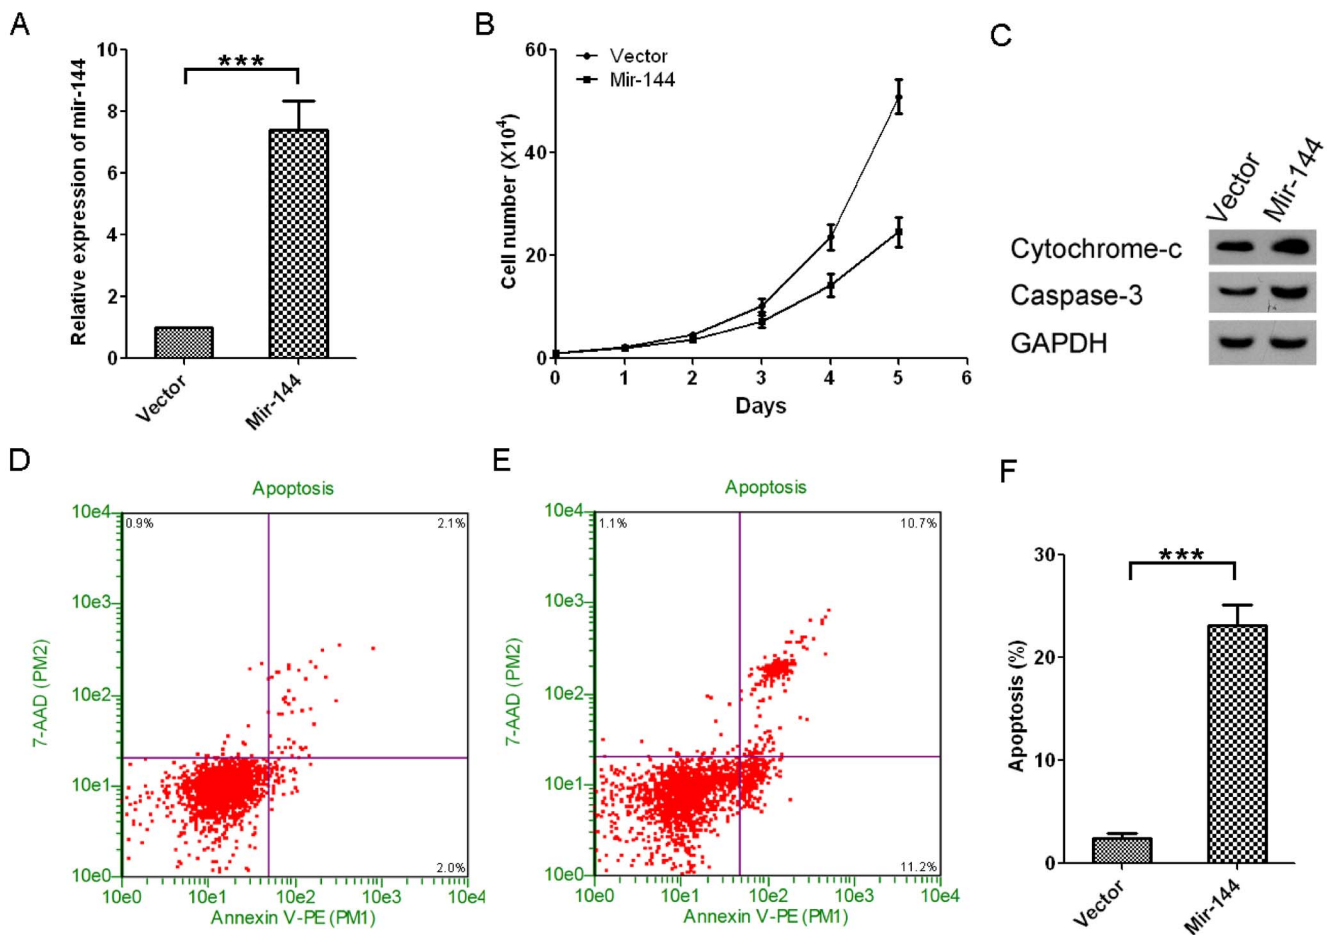 A
10
8
6
4
2
0
Relative expression of mir-144
***
Vector
Mir-144
B
60
40
20
0
Cell number (X10⁴)
Vector
Mir-144
0 1 2 3 4 5 6
Days
C
Vector
Mir-144
Cytochrome-c
Caspase-3
GAPDH
D
Apoptosis
10e4
10e3
10e2
10e1
10e0
7-AAD (PM2)
0.9% 2.1%
2.0%
10e0 10e1 10e2 10e3 10e4
Annexin V-PE (PM1)
E
Apoptosis
10e4
10e3
10e2
10e1
10e0
7-AAD (PM2)
1.1% 10.7%
11.2%
10e0 10e1 10e2 10e3 10e4
Annexin V-PE (PM1)
F
30
20
10
0
Apoptosis (%)
***
Vector
Mir-144